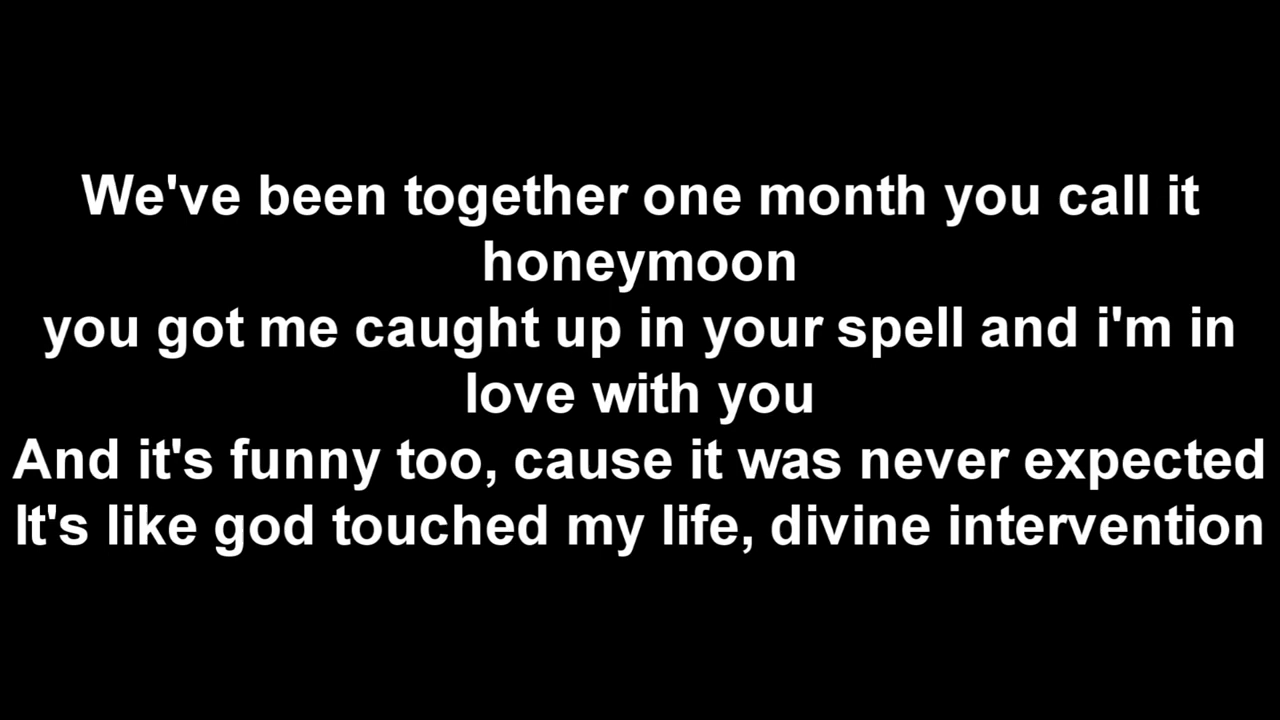 We've been together one month you call it
honeymoon
you got me caught up in your spell and i'm in
love with you
And it's funny too, cause it was never expected
It's like god touched my life, divine intervention